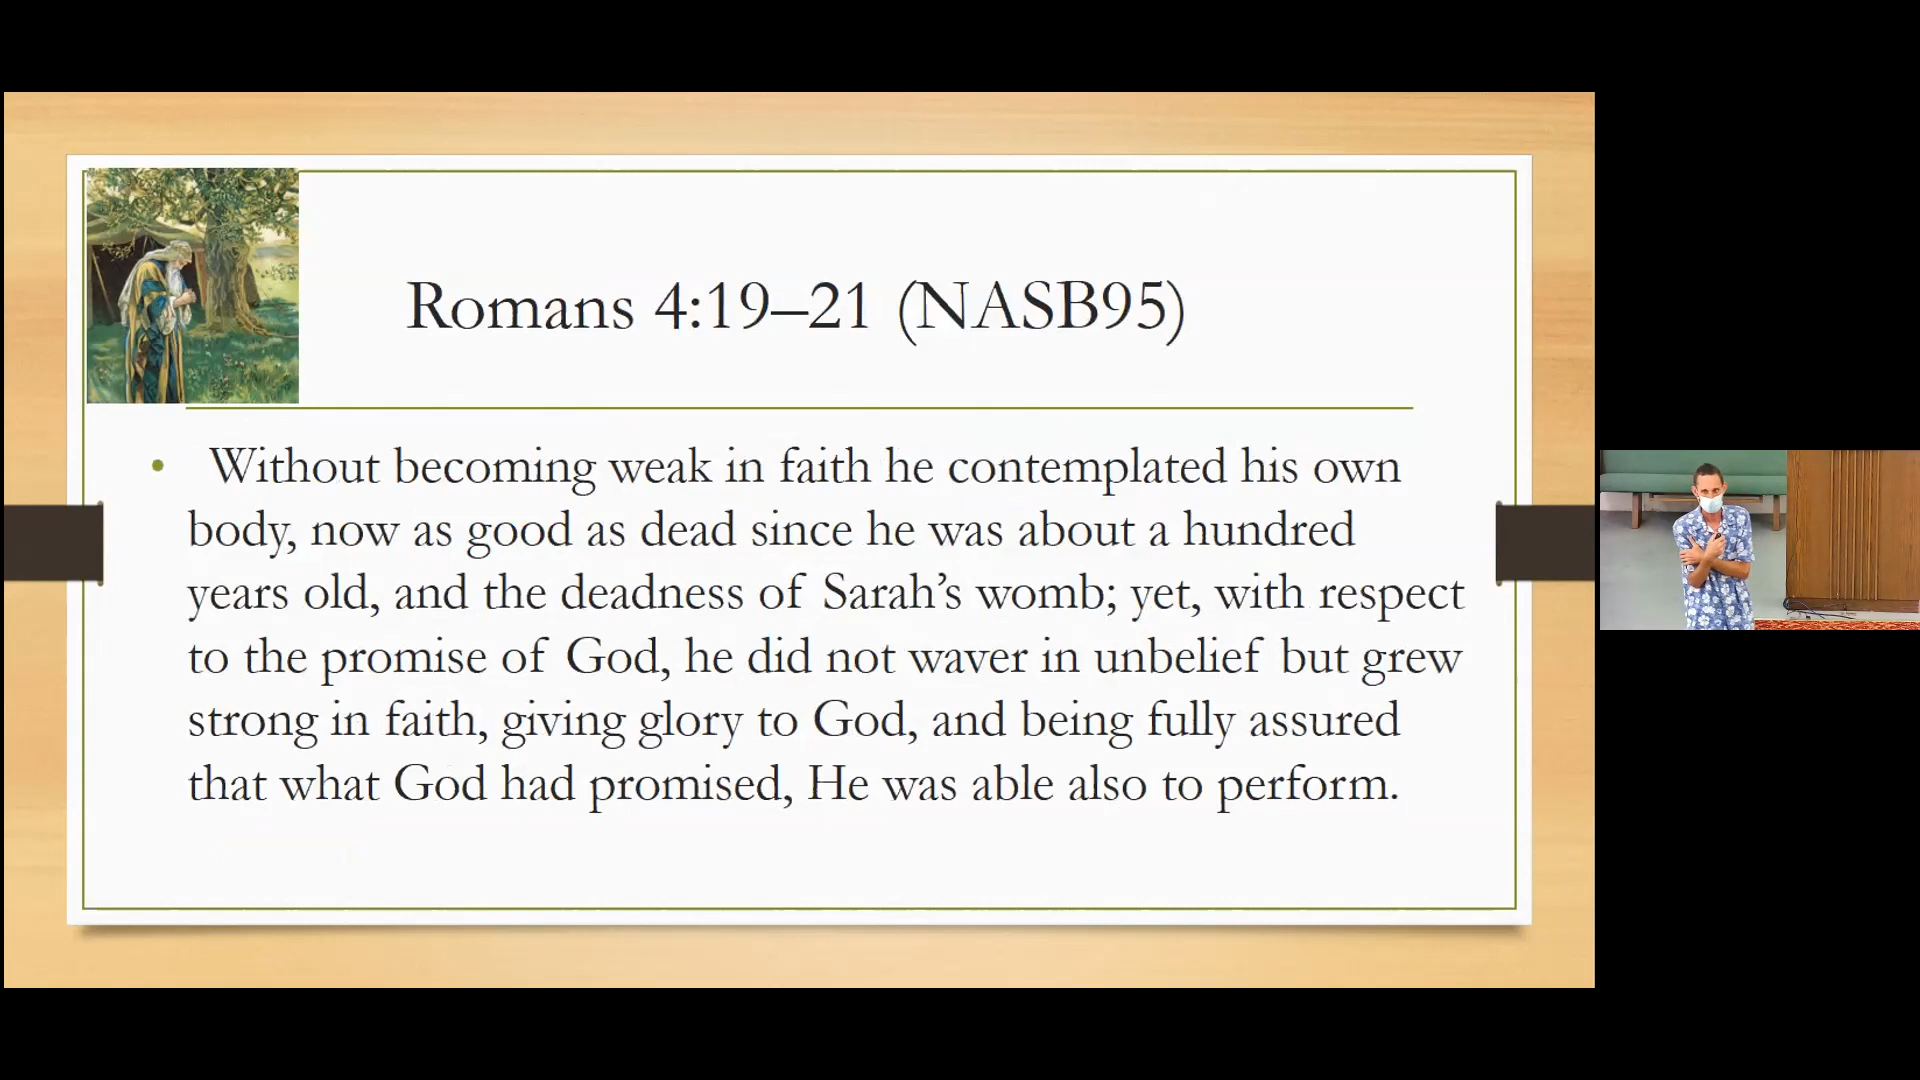 Romans 4:19–21 (NASB95)
• Without becoming weak in faith he contemplated his own
body, now as good as dead since he was about a hundred
years old, and the deadness of Sarah’s womb; yet, with respect
to the promise of God, he did not waver in unbelief but grew
strong in faith, giving glory to God, and being fully assured
that what God had promised, He was able also to perform.